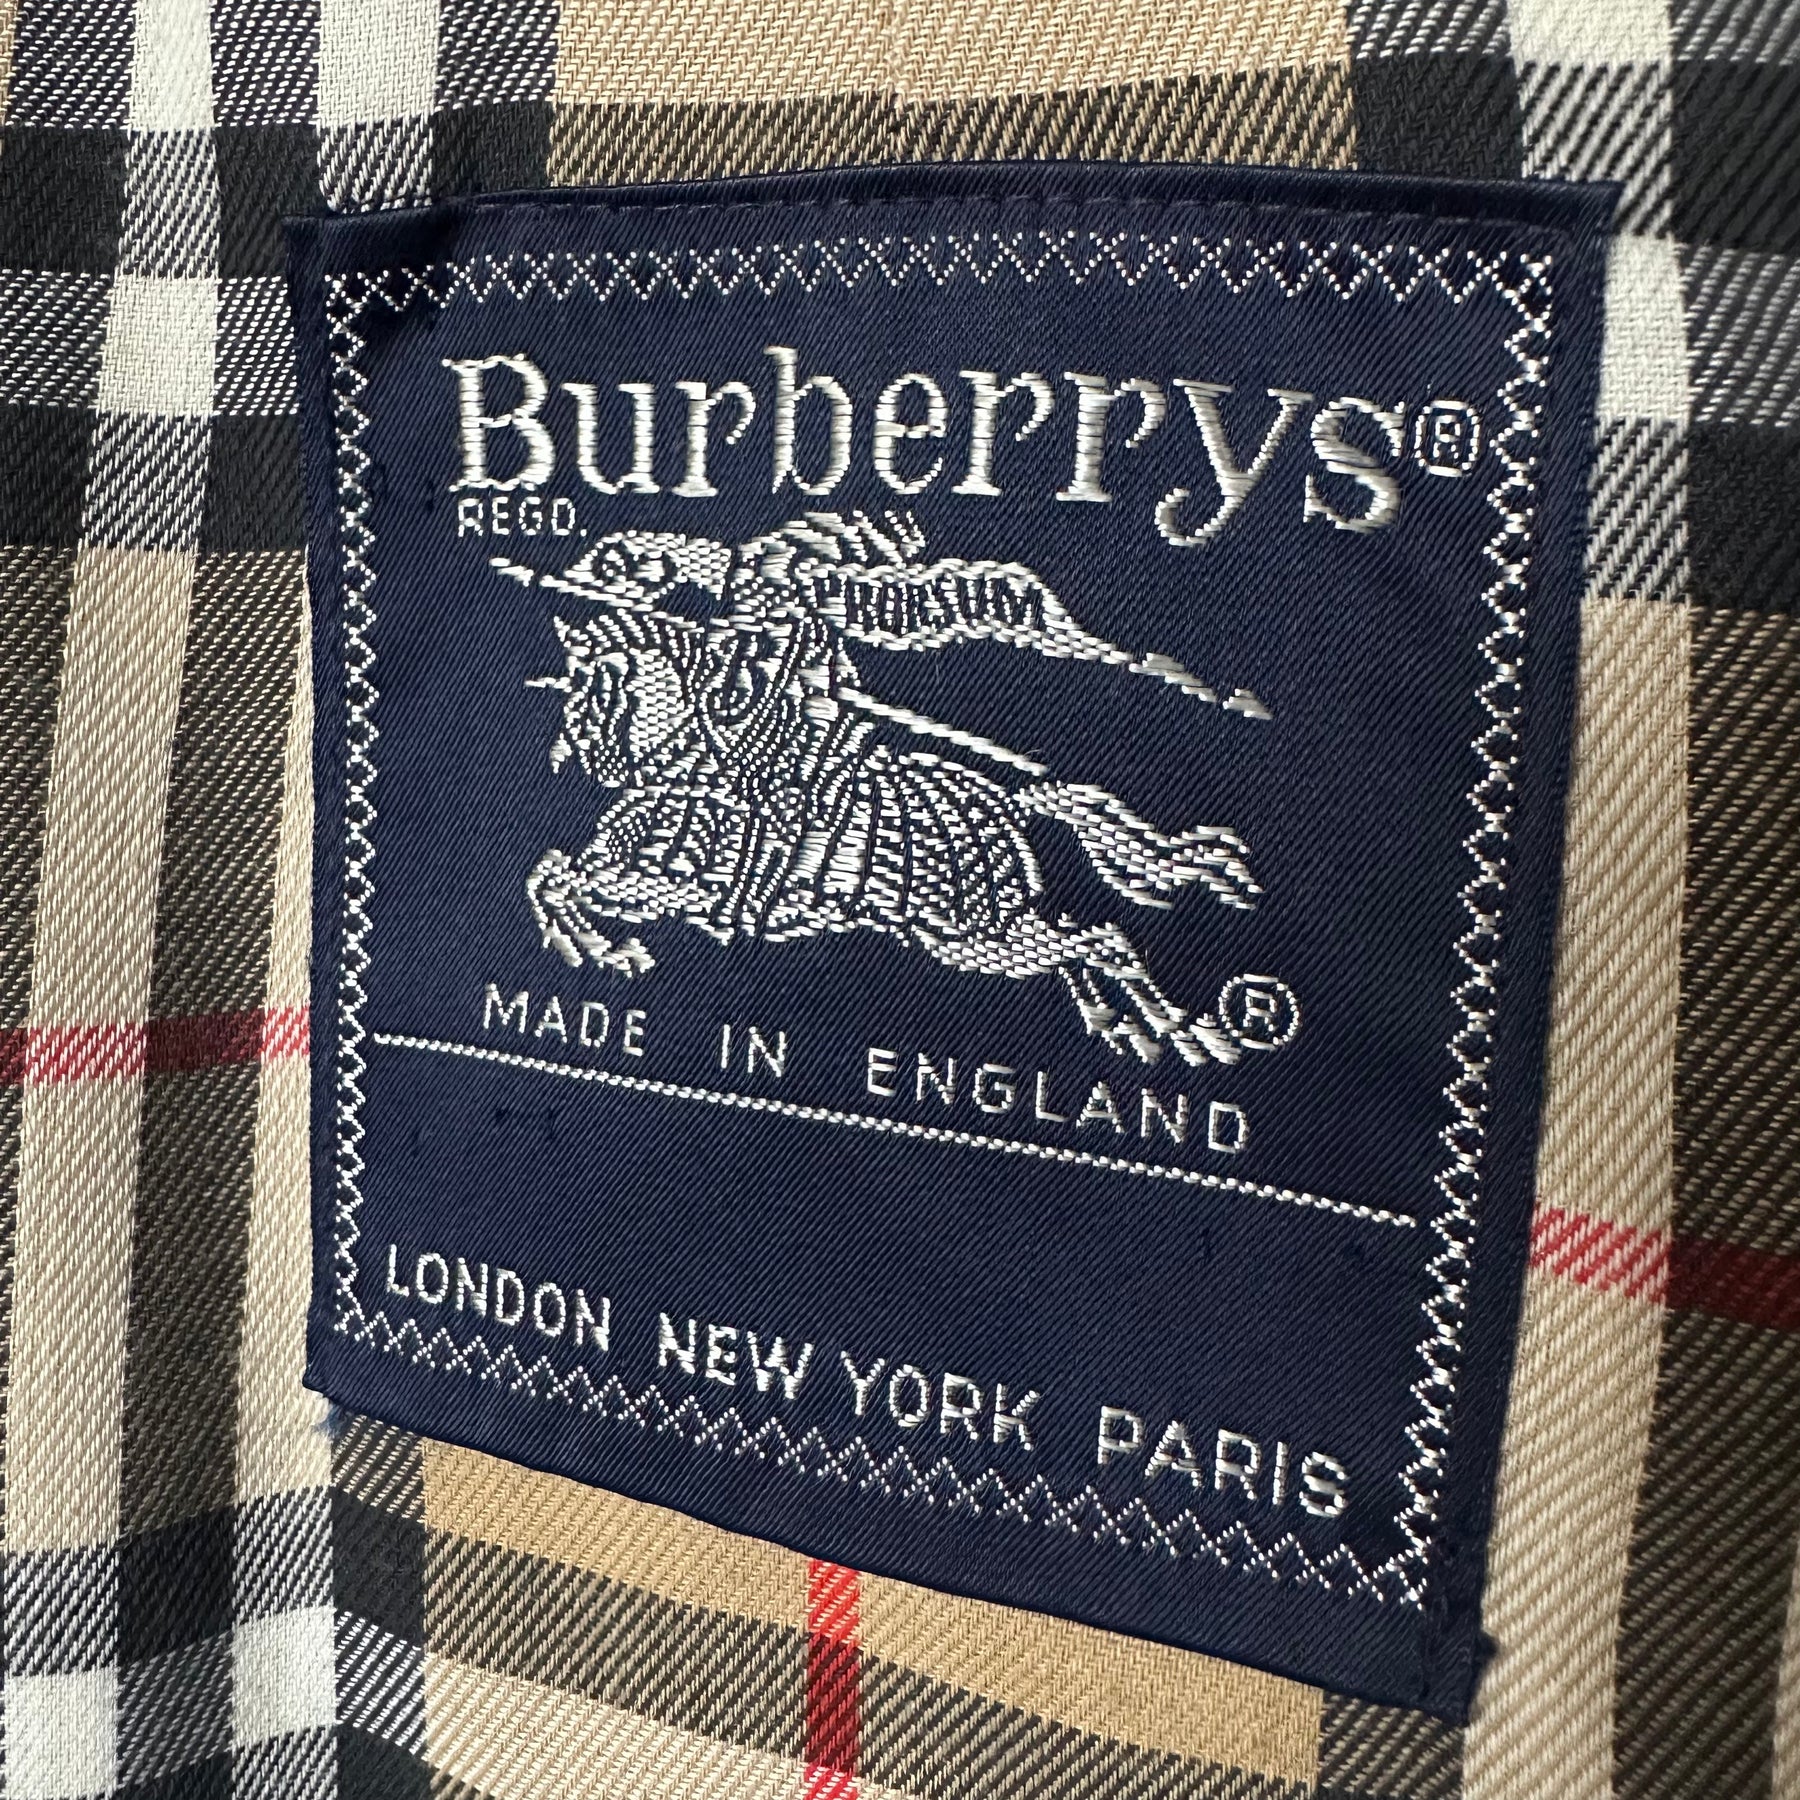 Burberrys®
REGD.
PRORSUM
®
MADE IN ENGLAND
LONDON NEW YORK PARIS